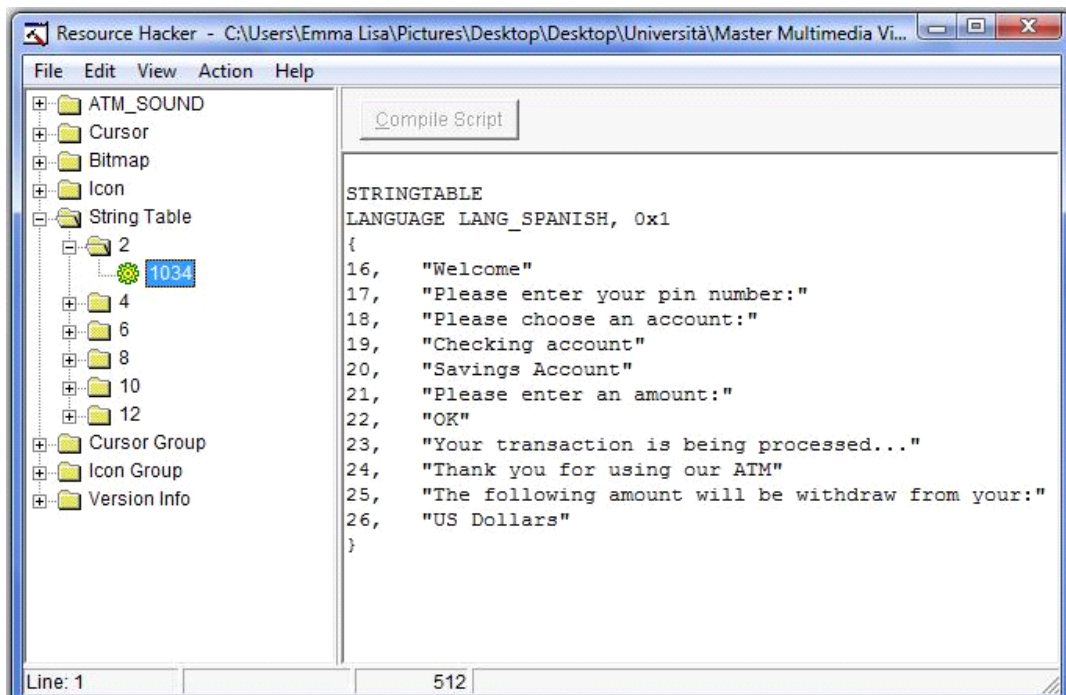 Resource Hacker - C:\Users\Emma Lisa\Pictures\Desktop\Desktop\Università\Master Multimedia Vi...
File Edit View Action Help
ATM_SOUND
Cursor
Bitmap
Icon
String Table
2
1034
4
6
8
10
12
Cursor Group
Icon Group
Version Info
Compile Script
STRINGTABLE
LANGUAGE LANG_SPANISH, 0x1
{
16, "Welcome"
17, "Please enter your pin number:"
18, "Please choose an account:"
19, "Checking account"
20, "Savings Account"
21, "Please enter an amount:"
22, "OK"
23, "Your transaction is being processed..."
24, "Thank you for using our ATM"
25, "The following amount will be withdraw from your:"
26, "US Dollars"
}
Line: 1 512